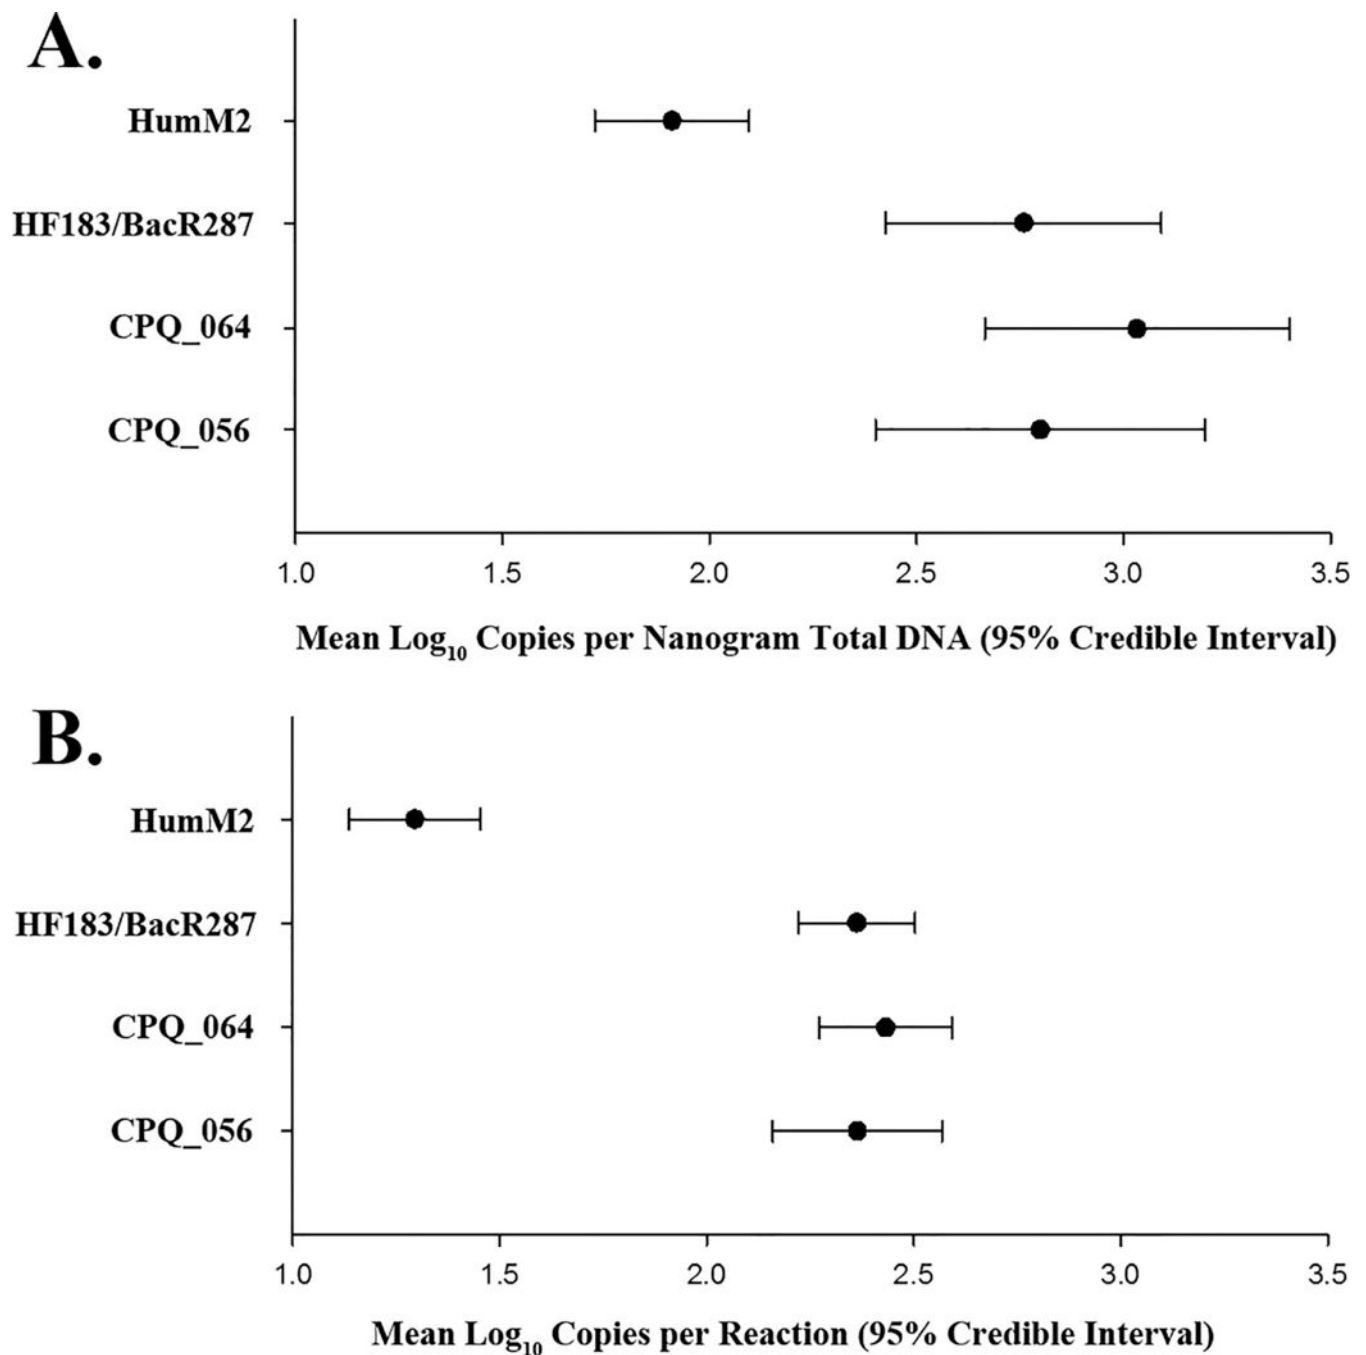 A.
HumM2
HF183/BacR287
CPQ_064
CPQ_056
1.0 1.5 2.0 2.5 3.0 3.5
Mean Log10 Copies per Nanogram Total DNA (95% Credible Interval)
B.
HumM2
HF183/BacR287
CPQ_064
CPQ_056
1.0 1.5 2.0 2.5 3.0 3.5
Mean Log10 Copies per Reaction (95% Credible Interval)